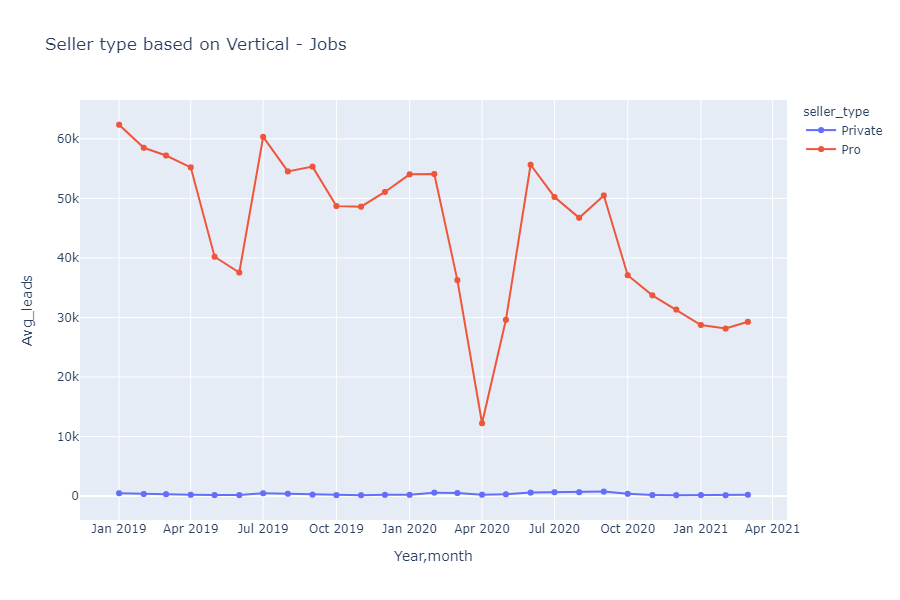 Seller type based on Vertical - Jobs
seller_type
Private
Pro
60k
50k
40k
30k
20k
10k
0
Avg_leads
Jan 2019 Apr 2019 Jul 2019 Oct 2019 Jan 2020 Apr 2020 Jul 2020 Oct 2020 Jan 2021 Apr 2021
Year,month